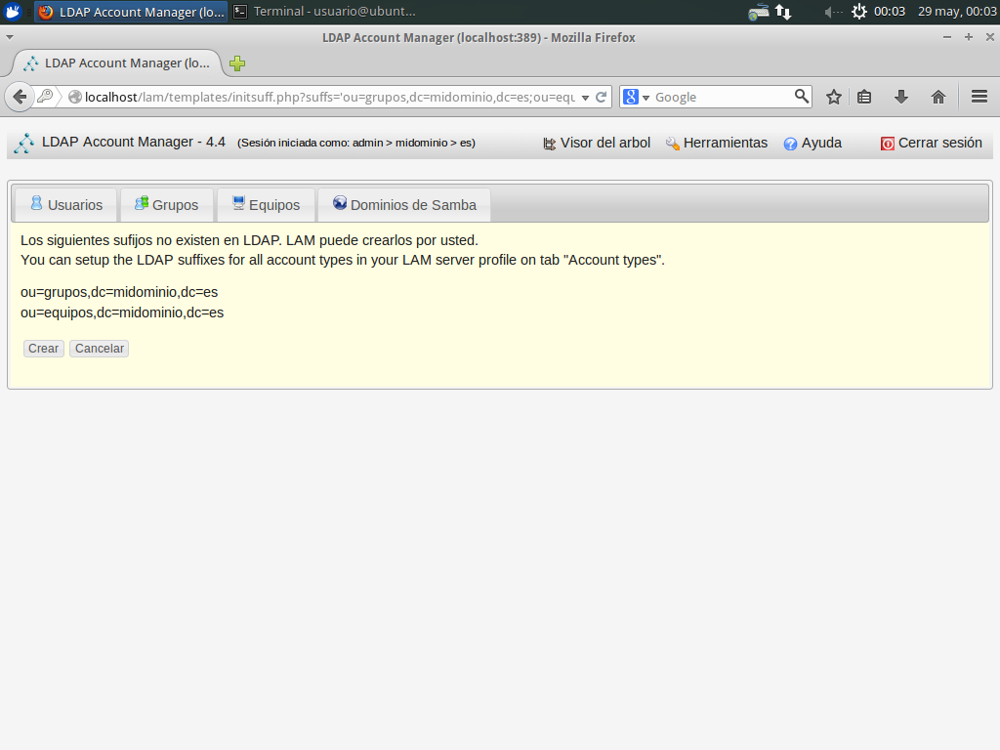 LDAP Account Manager (lo... Terminal - usuario@ubunt... 00:03 29 may, 00:03
LDAP Account Manager (localhost:389) - Mozilla Firefox
LDAP Account Manager (lo...
localhost/lam/templates/initsuff.php?suffs='ou=grupos,dc=midominio,dc=es;ou=equ Google
LDAP Account Manager - 4.4 (Sesión iniciada como: admin > midominio > es) Visor del arbol Herramientas Ayuda Cerrar sesión
Usuarios Grupos Equipos Dominios de Samba
Los siguientes sufijos no existen en LDAP. LAM puede crearlos por usted.
You can setup the LDAP suffixes for all account types in your LAM server profile on tab "Account types".
ou=grupos,dc=midominio,dc=es
ou=equipos,dc=midominio,dc=es
Crear Cancelar